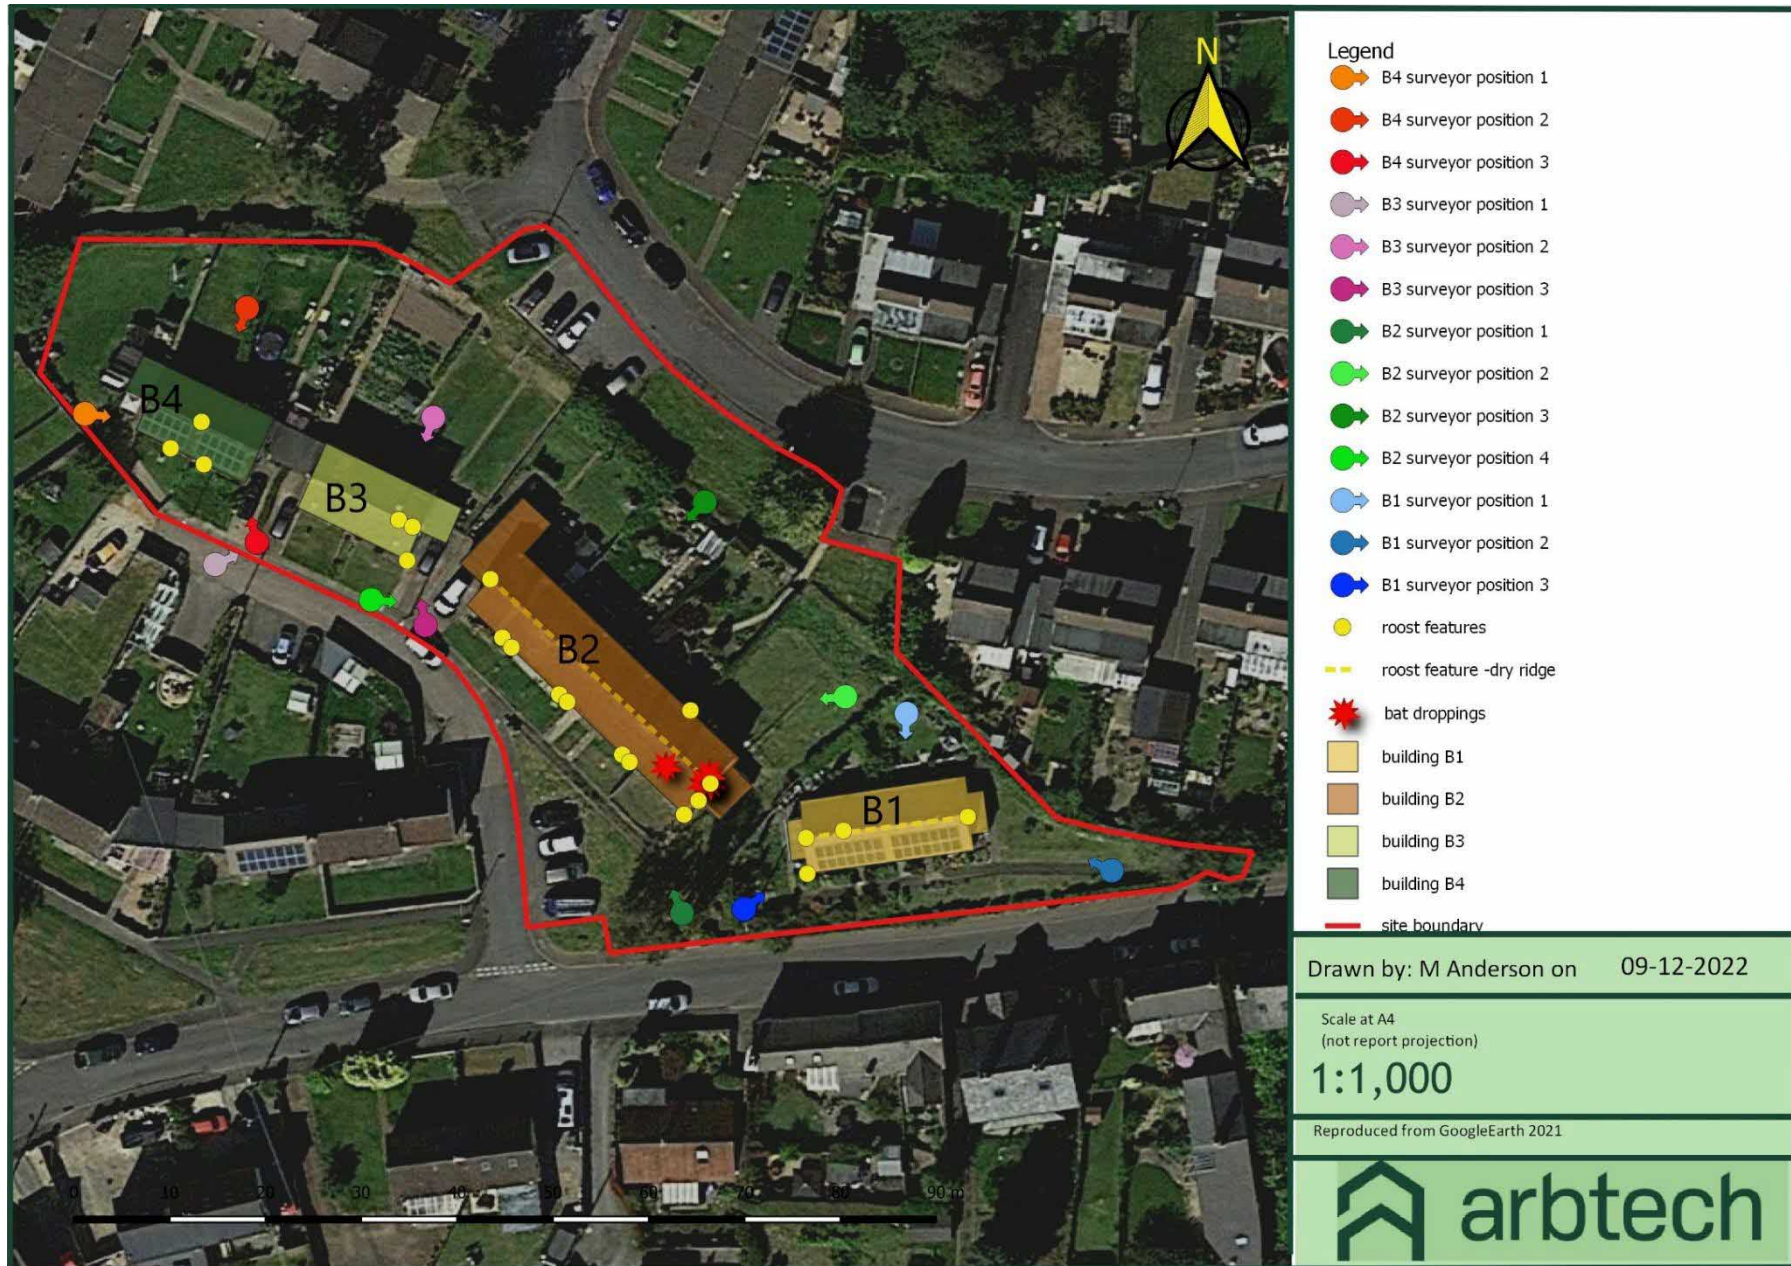 N
B4
B3
B2
B1
0 10 20 30 40 50 60 70 80 90 m
Legend
B4 surveyor position 1
B4 surveyor position 2
B4 surveyor position 3
B3 surveyor position 1
B3 surveyor position 2
B3 surveyor position 3
B2 surveyor position 1
B2 surveyor position 2
B2 surveyor position 3
B2 surveyor position 4
B1 surveyor position 1
B1 surveyor position 2
B1 surveyor position 3
roost features
roost feature -dry ridge
bat droppings
building B1
building B2
building B3
building B4
site boundary
Drawn by: M Anderson on 09-12-2022
Scale at A4
(not report projection)
1:1,000
Reproduced from GoogleEarth 2021
arbtech